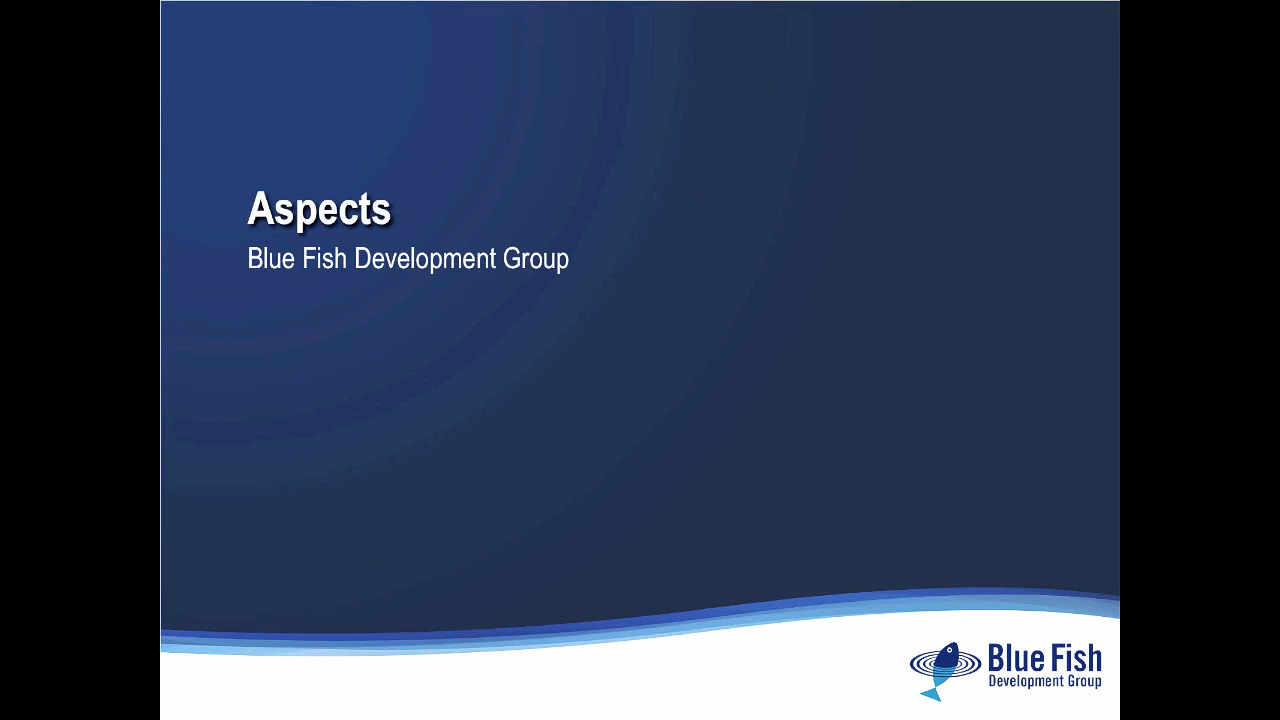 Aspects
Blue Fish Development Group
Blue Fish
Development Group